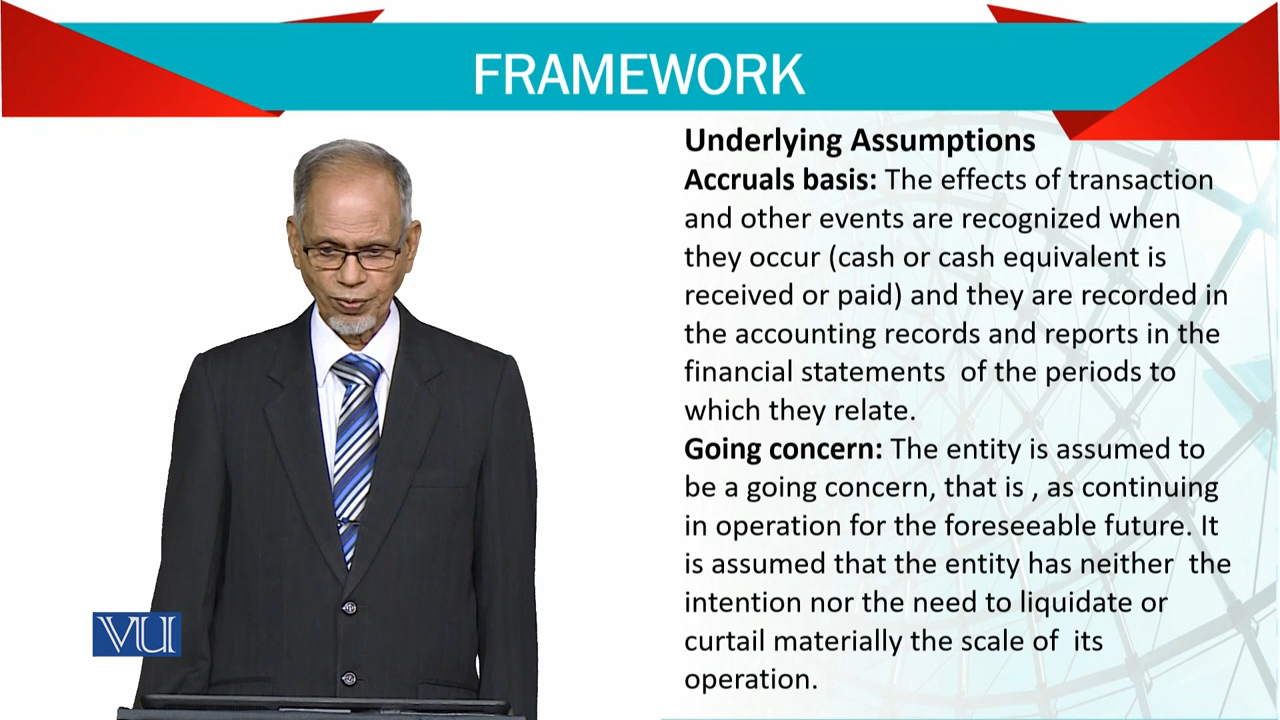 FRAMEWORK
Underlying Assumptions
Accruals basis: The effects of transaction
and other events are recognized when
they occur (cash or cash equivalent is
received or paid) and they are recorded in
the accounting records and reports in the
financial statements  of the periods to
which they relate.
Going concern: The entity is assumed to
be a going concern, that is , as continuing
in operation for the foreseeable future. It
is assumed that the entity has neither  the
intention nor the need to liquidate or
curtail materially the scale of  its
operation.
VU